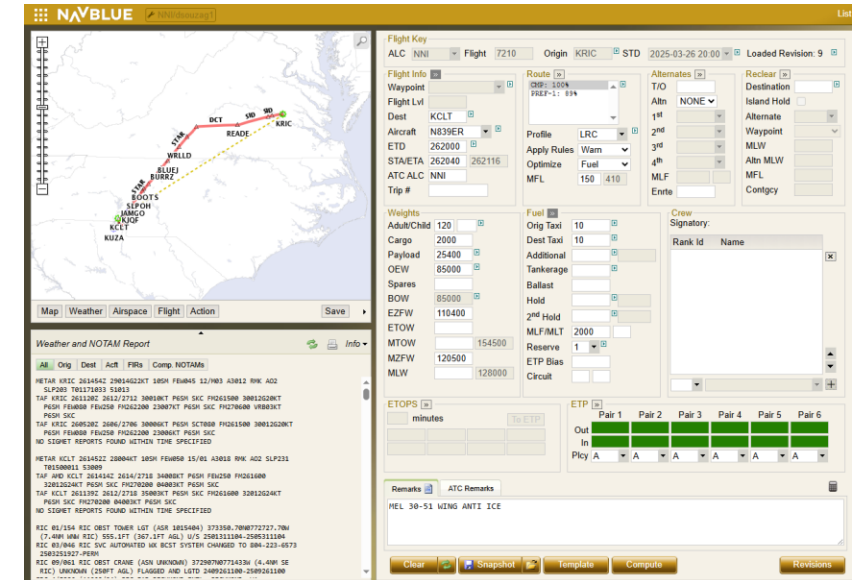 NAVBLUE NNVdemo.ag1 List
Flight Key
ALC NNI Flight 7210 Origin KRIC STD 2025-03-26 20:00 Loaded Revision: 9
Flight Info
Waypoint
Flight Lvl
Dest KCLT
Aircraft N839ER
ETD 262000
STA/ETA 262040 262116
ATC ALC NNI
Trip #
Route
CMP: 100%
PREF-1: 89%
Profile LRC
Apply Rules Warn
Optimize Fuel
MFL 150 410
Alternates
T/O
Altn NONE
1st
2nd
3rd
4th
MLF
Enrte
Reclear
Destination
Island Hold
Alternate
Waypoint
MLW
Altn MLW
MFL
Contgcy
DCT
SID
SID
READE
KRIC
STAR
WRLLD
BLUEJ
BURRZ
STAR
BOOTS
SLPOH
JAMGO
KJQF
KCLT
KUZA
Map Weather Airspace Flight Action Save
Weights
Adult/Child 120
Cargo 2000
Payload 25400
OEW 85000
Spares
BOW 85000
EZFW 110400
ETOW
MTOW 154500
MZFW 120500
MLW 128000
Fuel
Orig Taxi 10
Dest Taxi 10
Additional
Tankerage
Ballast
Hold
2nd Hold
MLF/MLT 2000
Reserve 1
ETP Bias
Circuit
Crew
Signatory:
Rank Id Name
Weather and NOTAM Report Info
All Orig Dest Acft FIRs Comp. NOTAMs
METAR KRIC 261454Z 29014G22KT 10SM FEW045 12/M03 A3012 RMK AO2
SLP203 T01171033 51013
TAF KRIC 261120Z 2612/2712 30010KT P6SM SKC FM261500 30012G20KT
P6SM FEW080 FEW250 FM262200 23007KT P6SM SKC FM270600 VRB03KT
P6SM SKC
TAF KRIC 260520Z 2606/2706 30006KT P6SM SCT080 FM261500 30012G20KT
P6SM FEW080 FEW250 FM262200 23006KT P6SM SKC
NO SIGMET REPORTS FOUND WITHIN TIME SPECIFIED
METAR KCLT 261452Z 28004KT 10SM FEW050 15/01 A3018 RMK AO2 SLP231
T01500011 53009
TAF AMD KCLT 261414Z 2614/2718 34008KT P6SM FEW250 FM261600
32012G24KT P6SM SKC FM270200 04003KT P6SM SKC
TAF KCLT 261139Z 2612/2718 35003KT P6SM SKC FM261600 32012G24KT
P6SM SKC FM270200 04003KT P6SM SKC
NO SIGMET REPORTS FOUND WITHIN TIME SPECIFIED
RIC 01/154 RIC OBST TOWER LGT (ASR 1015404) 373350.70N0772727.70W
(7.4NM WNW RIC) 555.1FT (367.1FT AGL) U/S 2501311104-2505311104
RIC 03/046 RIC SVC AUTOMATED WX BCST SYSTEM CHANGED TO 804-223-6573
2503251927-PERM
RIC 09/061 RIC OBST CRANE (ASN UNKNOWN) 372907N0771433W (4.4NM SE
RIC) UNKNOWN (250FT AGL) FLAGGED AND LGTD 2409261100-2509261100
ETOPS
minutes To ETP
ETP
Pair 1 Pair 2 Pair 3 Pair 4 Pair 5 Pair 6
Out
In
Plcy A A A A A A
Remarks ATC Remarks
MEL 30-51 WING ANTI ICE
Clear Snapshot Template Compute Revisions